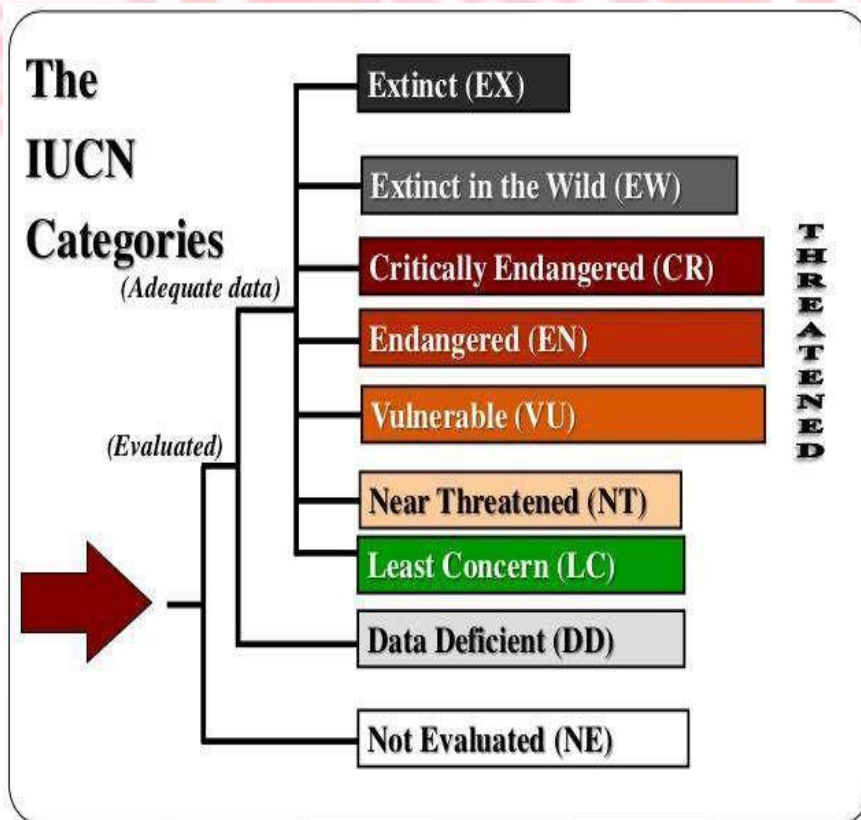 The
IUCN
Categories
(Adequate data)
(Evaluated)
Extinct (EX)
Extinct in the Wild (EW)
Critically Endangered (CR)
Endangered (EN)
Vulnerable (VU)
Near Threatened (NT)
Least Concern (LC)
Data Deficient (DD)
Not Evaluated (NE)
THREATENED